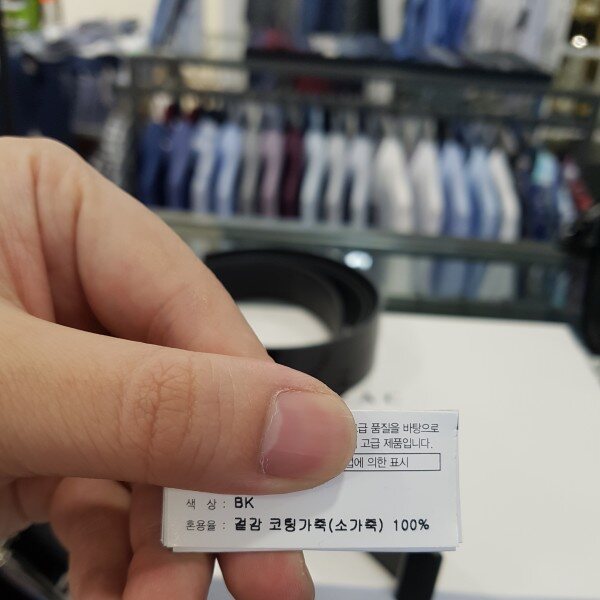 급 품질을 바탕으로
고급 제품입니다.
법에 의한 표시
색 상 : BK
혼용율 : 겉감 코팅가죽(소가죽) 100%